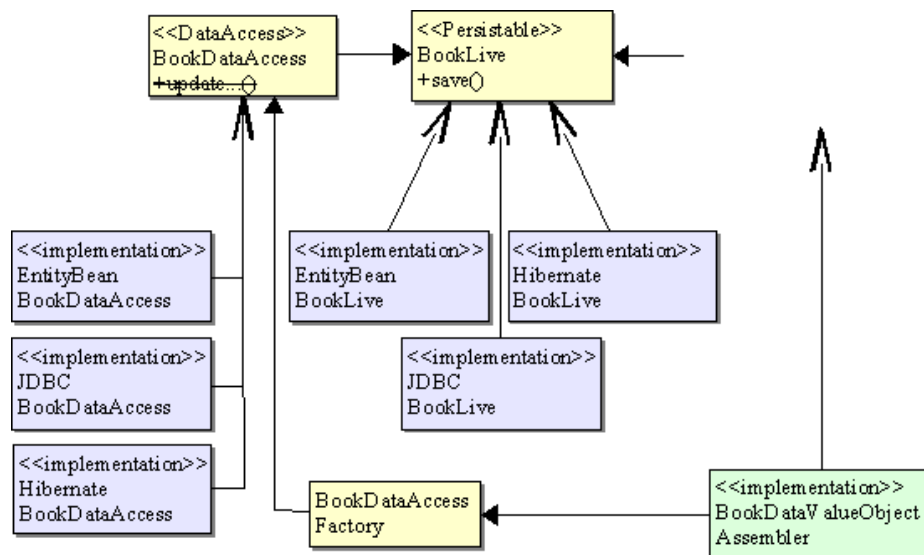 <<DataAccess>>
BookDataAccess
+update...()
<<Persistable>>
BookLive
+save()
<<implementation>>
EntityBean
BookDataAccess
<<implementation>>
EntityBean
BookLive
<<implementation>>
Hibernate
BookLive
<<implementation>>
JDBC
BookDataAccess
<<implementation>>
JDBC
BookLive
<<implementation>>
Hibernate
BookDataAccess
BookDataAccess
Factory
<<implementation>>
BookDataValueObject
Assembler